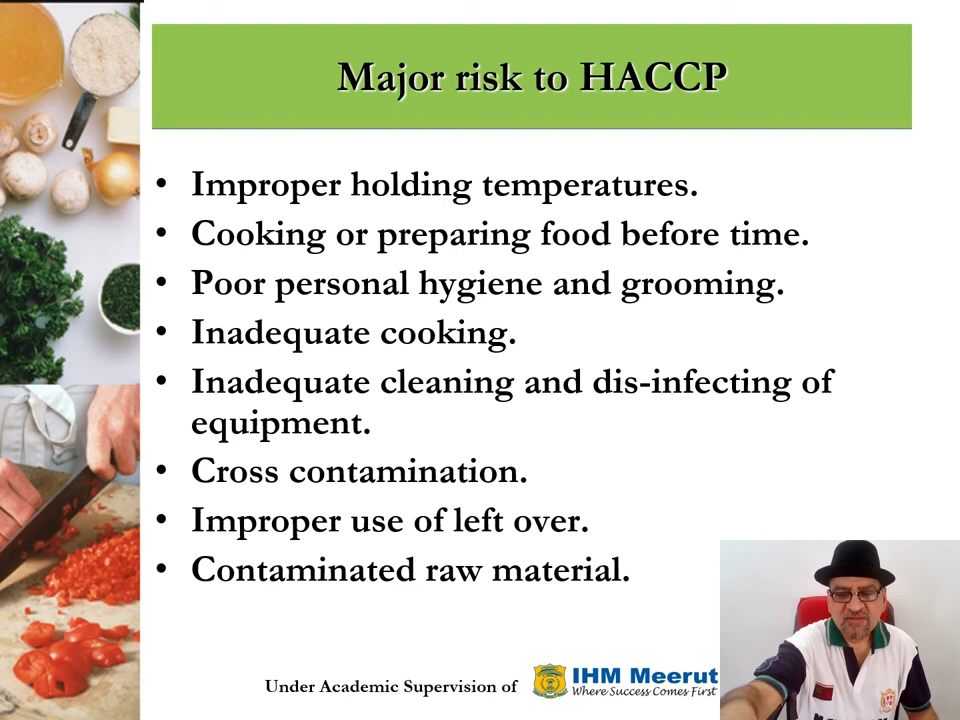 Major risk to HACCP
• Improper holding temperatures.
• Cooking or preparing food before time.
• Poor personal hygiene and grooming.
• Inadequate cooking.
• Inadequate cleaning and dis-infecting of
equipment.
• Cross contamination.
• Improper use of left over.
• Contaminated raw material.
Under Academic Supervision of
IHM Meerut
Where Success Comes First